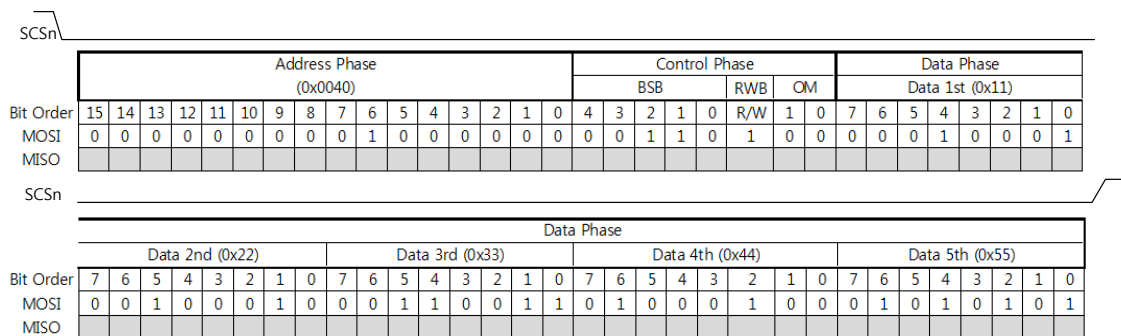 SCSn
Address Phase Control Phase Data Phase
(0x0040) BSB RWB OM Data 1st (0x11)
Bit Order 15 14 13 12 11 10 9 8 7 6 5 4 3 2 1 0 4 3 2 1 0 R/W 1 0 7 6 5 4 3 2 1 0
MOSI 0 0 0 0 0 0 0 0 0 1 0 0 0 0 0 0 0 0 1 1 0 1 0 0 0 0 0 1 0 0 0 1
MISO
SCSn
Data Phase
Data 2nd (0x22) Data 3rd (0x33) Data 4th (0x44) Data 5th (0x55)
Bit Order 7 6 5 4 3 2 1 0 7 6 5 4 3 2 1 0 7 6 5 4 3 2 1 0 7 6 5 4 3 2 1 0
MOSI 0 0 1 0 0 0 1 0 0 0 1 1 0 0 1 1 0 1 0 0 0 1 0 0 0 1 0 1 0 1 0 1
MISO